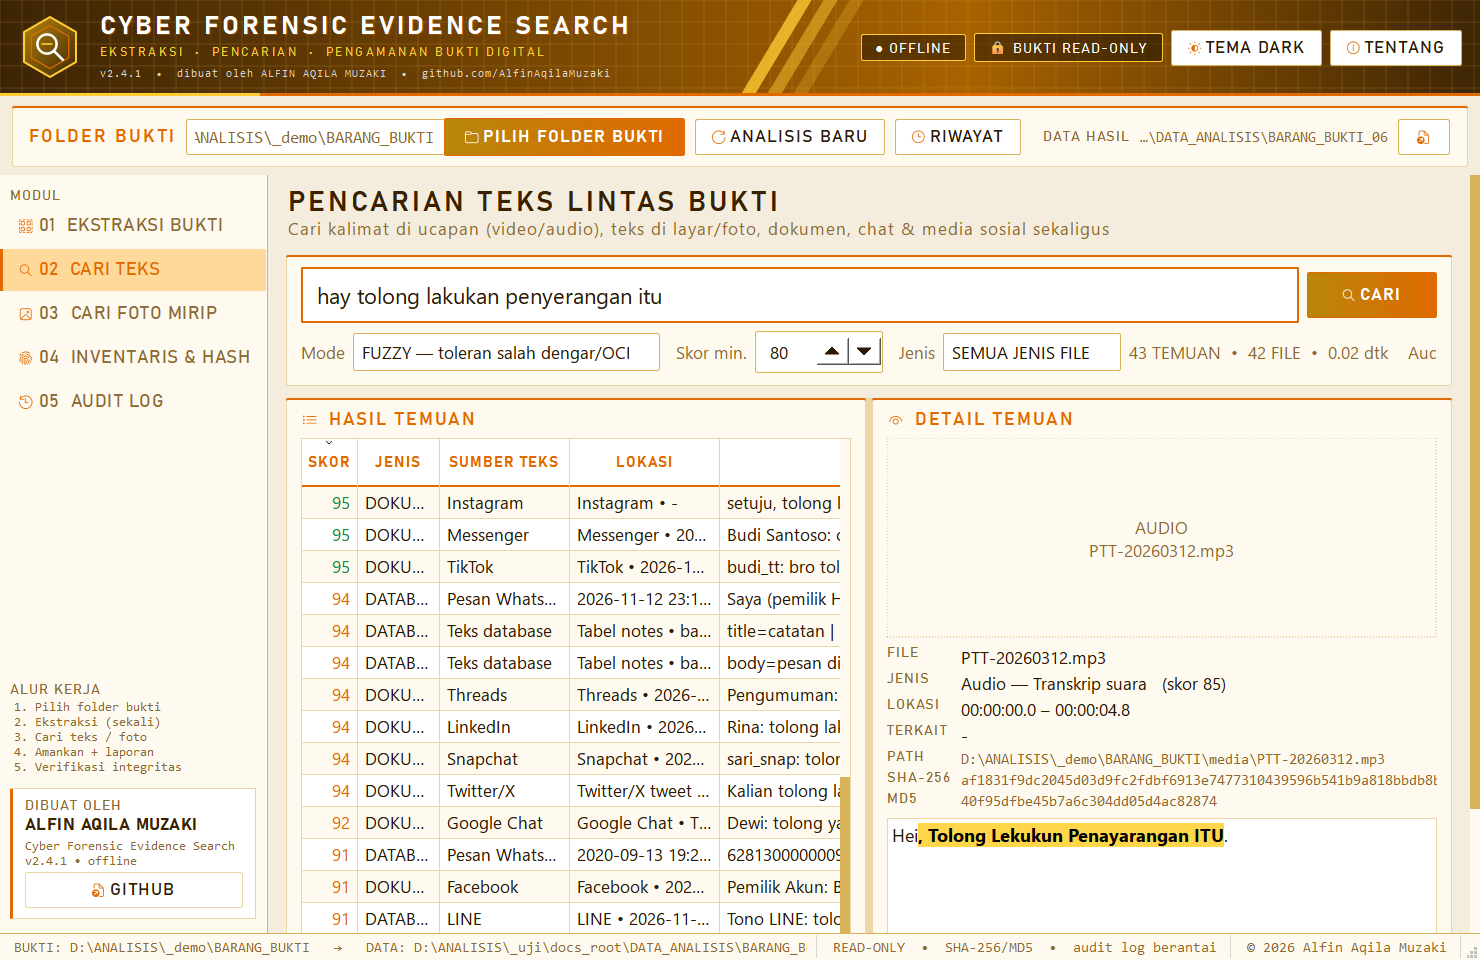 CYBER FORENSIC EVIDENCE SEARCH
EKSTRAKSI · PENCARIAN · PENGAMANAN BUKTI DIGITAL
v2.4.1 • dibuat oleh ALFIN AQILA MUZAKI • github.com/AlfinAqilaMuzaki
● OFFLINE
BUKTI READ-ONLY
TEMA DARK
TENTANG
FOLDER BUKTI
ANALISIS\_demo\BARANG_BUKTI
PILIH FOLDER BUKTI
ANALISIS BARU
RIWAYAT
DATA HASIL …\DATA_ANALISIS\BARANG_BUKTI_06
MODUL
01 EKSTRAKSI BUKTI
02 CARI TEKS
03 CARI FOTO MIRIP
04 INVENTARIS & HASH
05 AUDIT LOG
ALUR KERJA
1. Pilih folder bukti
2. Ekstraksi (sekali)
3. Cari teks / foto
4. Amankan + laporan
5. Verifikasi integritas
DIBUAT OLEH
ALFIN AQILA MUZAKI
Cyber Forensic Evidence Search
v2.4.1 • offline
GITHUB
PENCARIAN TEKS LINTAS BUKTI
Cari kalimat di ucapan (video/audio), teks di layar/foto, dokumen, chat & media sosial sekaligus
hay tolong lakukan penyerangan itu
CARI
Mode FUZZY — toleran salah dengar/OCI Skor min. 80 Jenis SEMUA JENIS FILE 43 TEMUAN • 42 FILE • 0.02 dtk Auc
HASIL TEMUAN
SKOR JENIS SUMBER TEKS LOKASI
95 DOKU... Instagram Instagram • - setuju, tolong l
95 DOKU... Messenger Messenger • 20... Budi Santoso: c
95 DOKU... TikTok TikTok • 2026-1... budi_tt: bro tol
94 DATAB... Pesan Whats... 2026-11-12 23:1... Saya (pemilik H
94 DATAB... Teks database Tabel notes • ba... title=catatan |
94 DATAB... Teks database Tabel notes • ba... body=pesan di
94 DOKU... Threads Threads • 2026-... Pengumuman:
94 DOKU... LinkedIn LinkedIn • 2026... Rina: tolong lal
94 DOKU... Snapchat Snapchat • 202... sari_snap: tolor
94 DOKU... Twitter/X Twitter/X tweet ... Kalian tolong la
92 DOKU... Google Chat Google Chat • T... Dewi: tolong ya
91 DATAB... Pesan Whats... 2020-09-13 19:2... 6281300000009
91 DOKU... Facebook Facebook • 202... Pemilik Akun: B
91 DATAB... LINE LINE • 2026-11-... Tono LINE: tolo
DETAIL TEMUAN
AUDIO
PTT-20260312.mp3
FILE PTT-20260312.mp3
JENIS Audio — Transkrip suara (skor 85)
LOKASI 00:00:00.0 – 00:00:04.8
TERKAIT -
PATH D:\ANALISIS\_demo\BARANG_BUKTI\media\PTT-20260312.mp3
SHA-256 af1831f9dc2045d03d9fc2fdbf6913e7477310439596b541b9a818bbdb8b
MD5 40f95dfbe45b7a6c304dd05d4ac82874
Hei, Tolong Lekukun Penayarangan ITU.
BUKTI: D:\ANALISIS\_demo\BARANG_BUKTI → DATA: D:\ANALISIS\_uji\docs_root\DATA_ANALISIS\BARANG_BU READ-ONLY • SHA-256/MD5 • audit log berantai © 2026 Alfin Aqila Muzaki